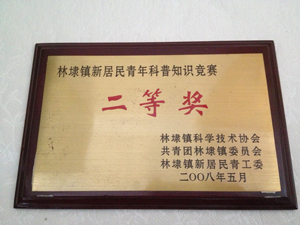 林埭镇新居民青年科普知识竞赛
二等奖
林埭镇科学技术协会
共青团林埭镇委员会
林埭镇新居民青工委
二〇〇八年五月